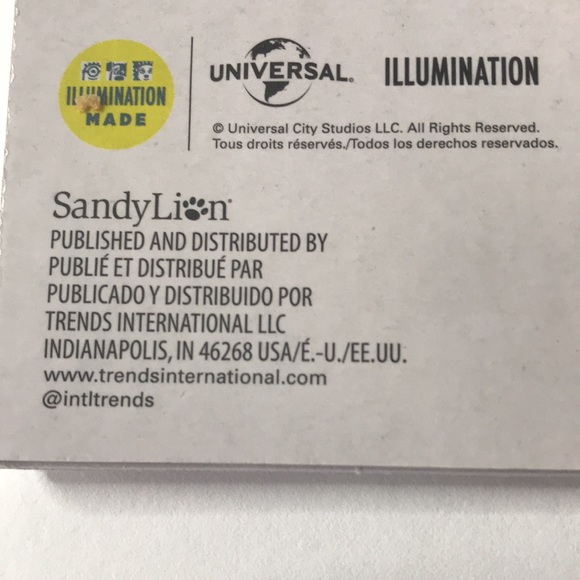 ILLUMINATION
MADE
UNIVERSAL®
ILLUMINATION
© Universal City Studios LLC. All Rights Reserved.
Tous droits réservés./Todos los derechos reservados.
SandyLion®
PUBLISHED AND DISTRIBUTED BY
PUBLIÉ ET DISTRIBUÉ PAR
PUBLICADO Y DISTRIBUIDO POR
TRENDS INTERNATIONAL LLC
INDIANAPOLIS, IN 46268 USA/É.-U./EE.UU.
www.trendsinternational.com
@intltrends